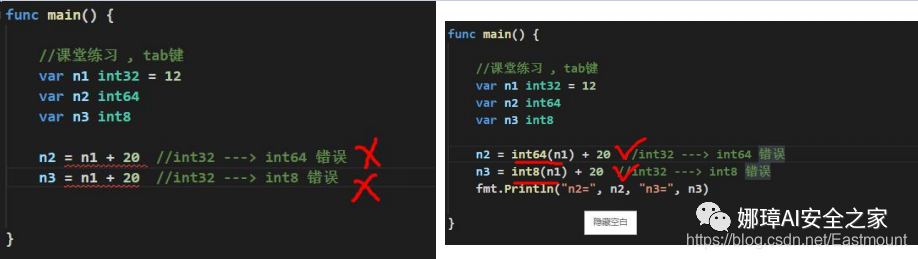 func main() {
//课堂练习 , tab键
var n1 int32 = 12
var n2 int64
var n3 int8
n2 = n1 + 20 //int32 ---> int64 错误
n3 = n1 + 20 //int32 ---> int8 错误
}
func main() {
//课堂练习 , tab键
var n1 int32 = 12
var n2 int64
var n3 int8
n2 = int64(n1) + 20 //int32 ---> int64 错误
n3 = int8(n1) + 20 //int32 ---> int8 错误
fmt.Println("n2=", n2, "n3=", n3)
}
隐藏空白
娜璋AI安全之家
https://blog.csdn.net/Eastmount